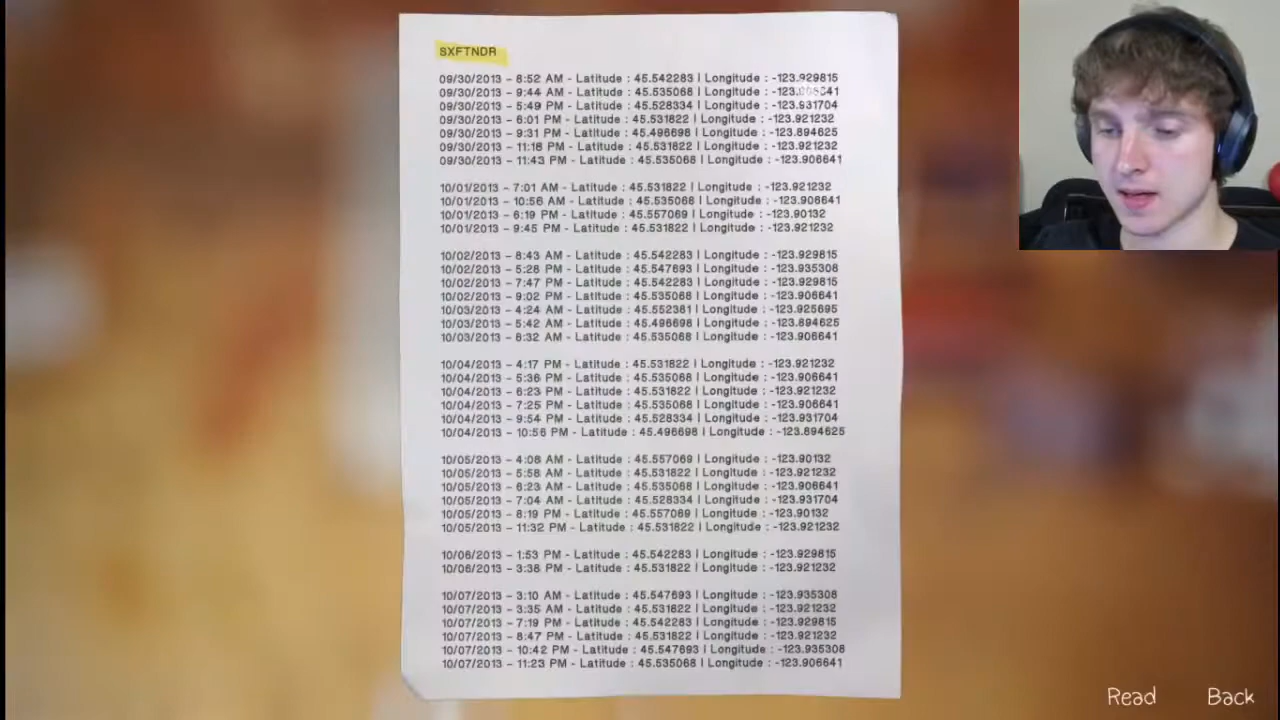 SXFTNDR
09/30/2013 - 8:52 AM - Latitude : 45.542283 | Longitude : -123.929815
09/30/2013 - 9:44 AM - Latitude : 45.535068 | Longitude : -123.906641
09/30/2013 - 5:49 PM - Latitude : 45.528334 | Longitude : -123.931704
09/30/2013 - 6:01 PM - Latitude : 45.531822 | Longitude : -123.921232
09/30/2013 - 9:31 PM - Latitude : 45.496698 | Longitude : -123.894625
09/30/2013 - 11:18 PM - Latitude : 45.531822 | Longitude : -123.921232
09/30/2013 - 11:43 PM - Latitude : 45.535068 | Longitude : -123.906641
10/01/2013 - 7:01 AM - Latitude : 45.531822 | Longitude : -123.921232
10/01/2013 - 10:56 AM - Latitude : 45.535068 | Longitude : -123.906641
10/01/2013 - 6:19 PM - Latitude : 45.557069 | Longitude : -123.90132
10/01/2013 - 9:45 PM - Latitude : 45.531822 | Longitude : -123.921232
10/02/2013 - 8:43 AM - Latitude : 45.542283 | Longitude : -123.929815
10/02/2013 - 5:28 PM - Latitude : 45.547693 | Longitude : -123.935308
10/02/2013 - 7:47 PM - Latitude : 45.542283 | Longitude : -123.929815
10/02/2013 - 9:02 PM - Latitude : 45.535068 | Longitude : -123.906641
10/03/2013 - 4:24 AM - Latitude : 45.552361 | Longitude : -123.925695
10/03/2013 - 5:42 AM - Latitude : 45.496698 | Longitude : -123.894625
10/03/2013 - 8:32 AM - Latitude : 45.535068 | Longitude : -123.906641
10/04/2013 - 4:17 PM - Latitude : 45.531822 | Longitude : -123.921232
10/04/2013 - 5:36 PM - Latitude : 45.535068 | Longitude : -123.906641
10/04/2013 - 6:23 PM - Latitude : 45.531822 | Longitude : -123.921232
10/04/2013 - 7:25 PM - Latitude : 45.535068 | Longitude : -123.906641
10/04/2013 - 9:54 PM - Latitude : 45.528334 | Longitude : -123.931704
10/04/2013 - 10:56 PM - Latitude : 45.496698 | Longitude : -123.894625
10/05/2013 - 4:08 AM - Latitude : 45.557069 | Longitude : -123.90132
10/05/2013 - 5:58 AM - Latitude : 45.531822 | Longitude : -123.921232
10/05/2013 - 6:23 AM - Latitude : 45.535068 | Longitude : -123.906641
10/05/2013 - 7:04 AM - Latitude : 45.528334 | Longitude : -123.931704
10/05/2013 - 8:19 PM - Latitude : 45.557069 | Longitude : -123.90132
10/05/2013 - 11:32 PM - Latitude : 45.531822 | Longitude : -123.921232
10/06/2013 - 1:53 PM - Latitude : 45.542283 | Longitude : -123.929815
10/06/2013 - 3:38 PM - Latitude : 45.531822 | Longitude : -123.921232
10/07/2013 - 3:10 AM - Latitude : 45.547693 | Longitude : -123.935308
10/07/2013 - 3:35 AM - Latitude : 45.531822 | Longitude : -123.921232
10/07/2013 - 7:19 PM - Latitude : 45.542283 | Longitude : -123.929815
10/07/2013 - 8:47 PM - Latitude : 45.531822 | Longitude : -123.921232
10/07/2013 - 10:42 PM - Latitude : 45.547693 | Longitude : -123.935308
10/07/2013 - 11:23 PM - Latitude : 45.535068 | Longitude : -123.906641
Read Back